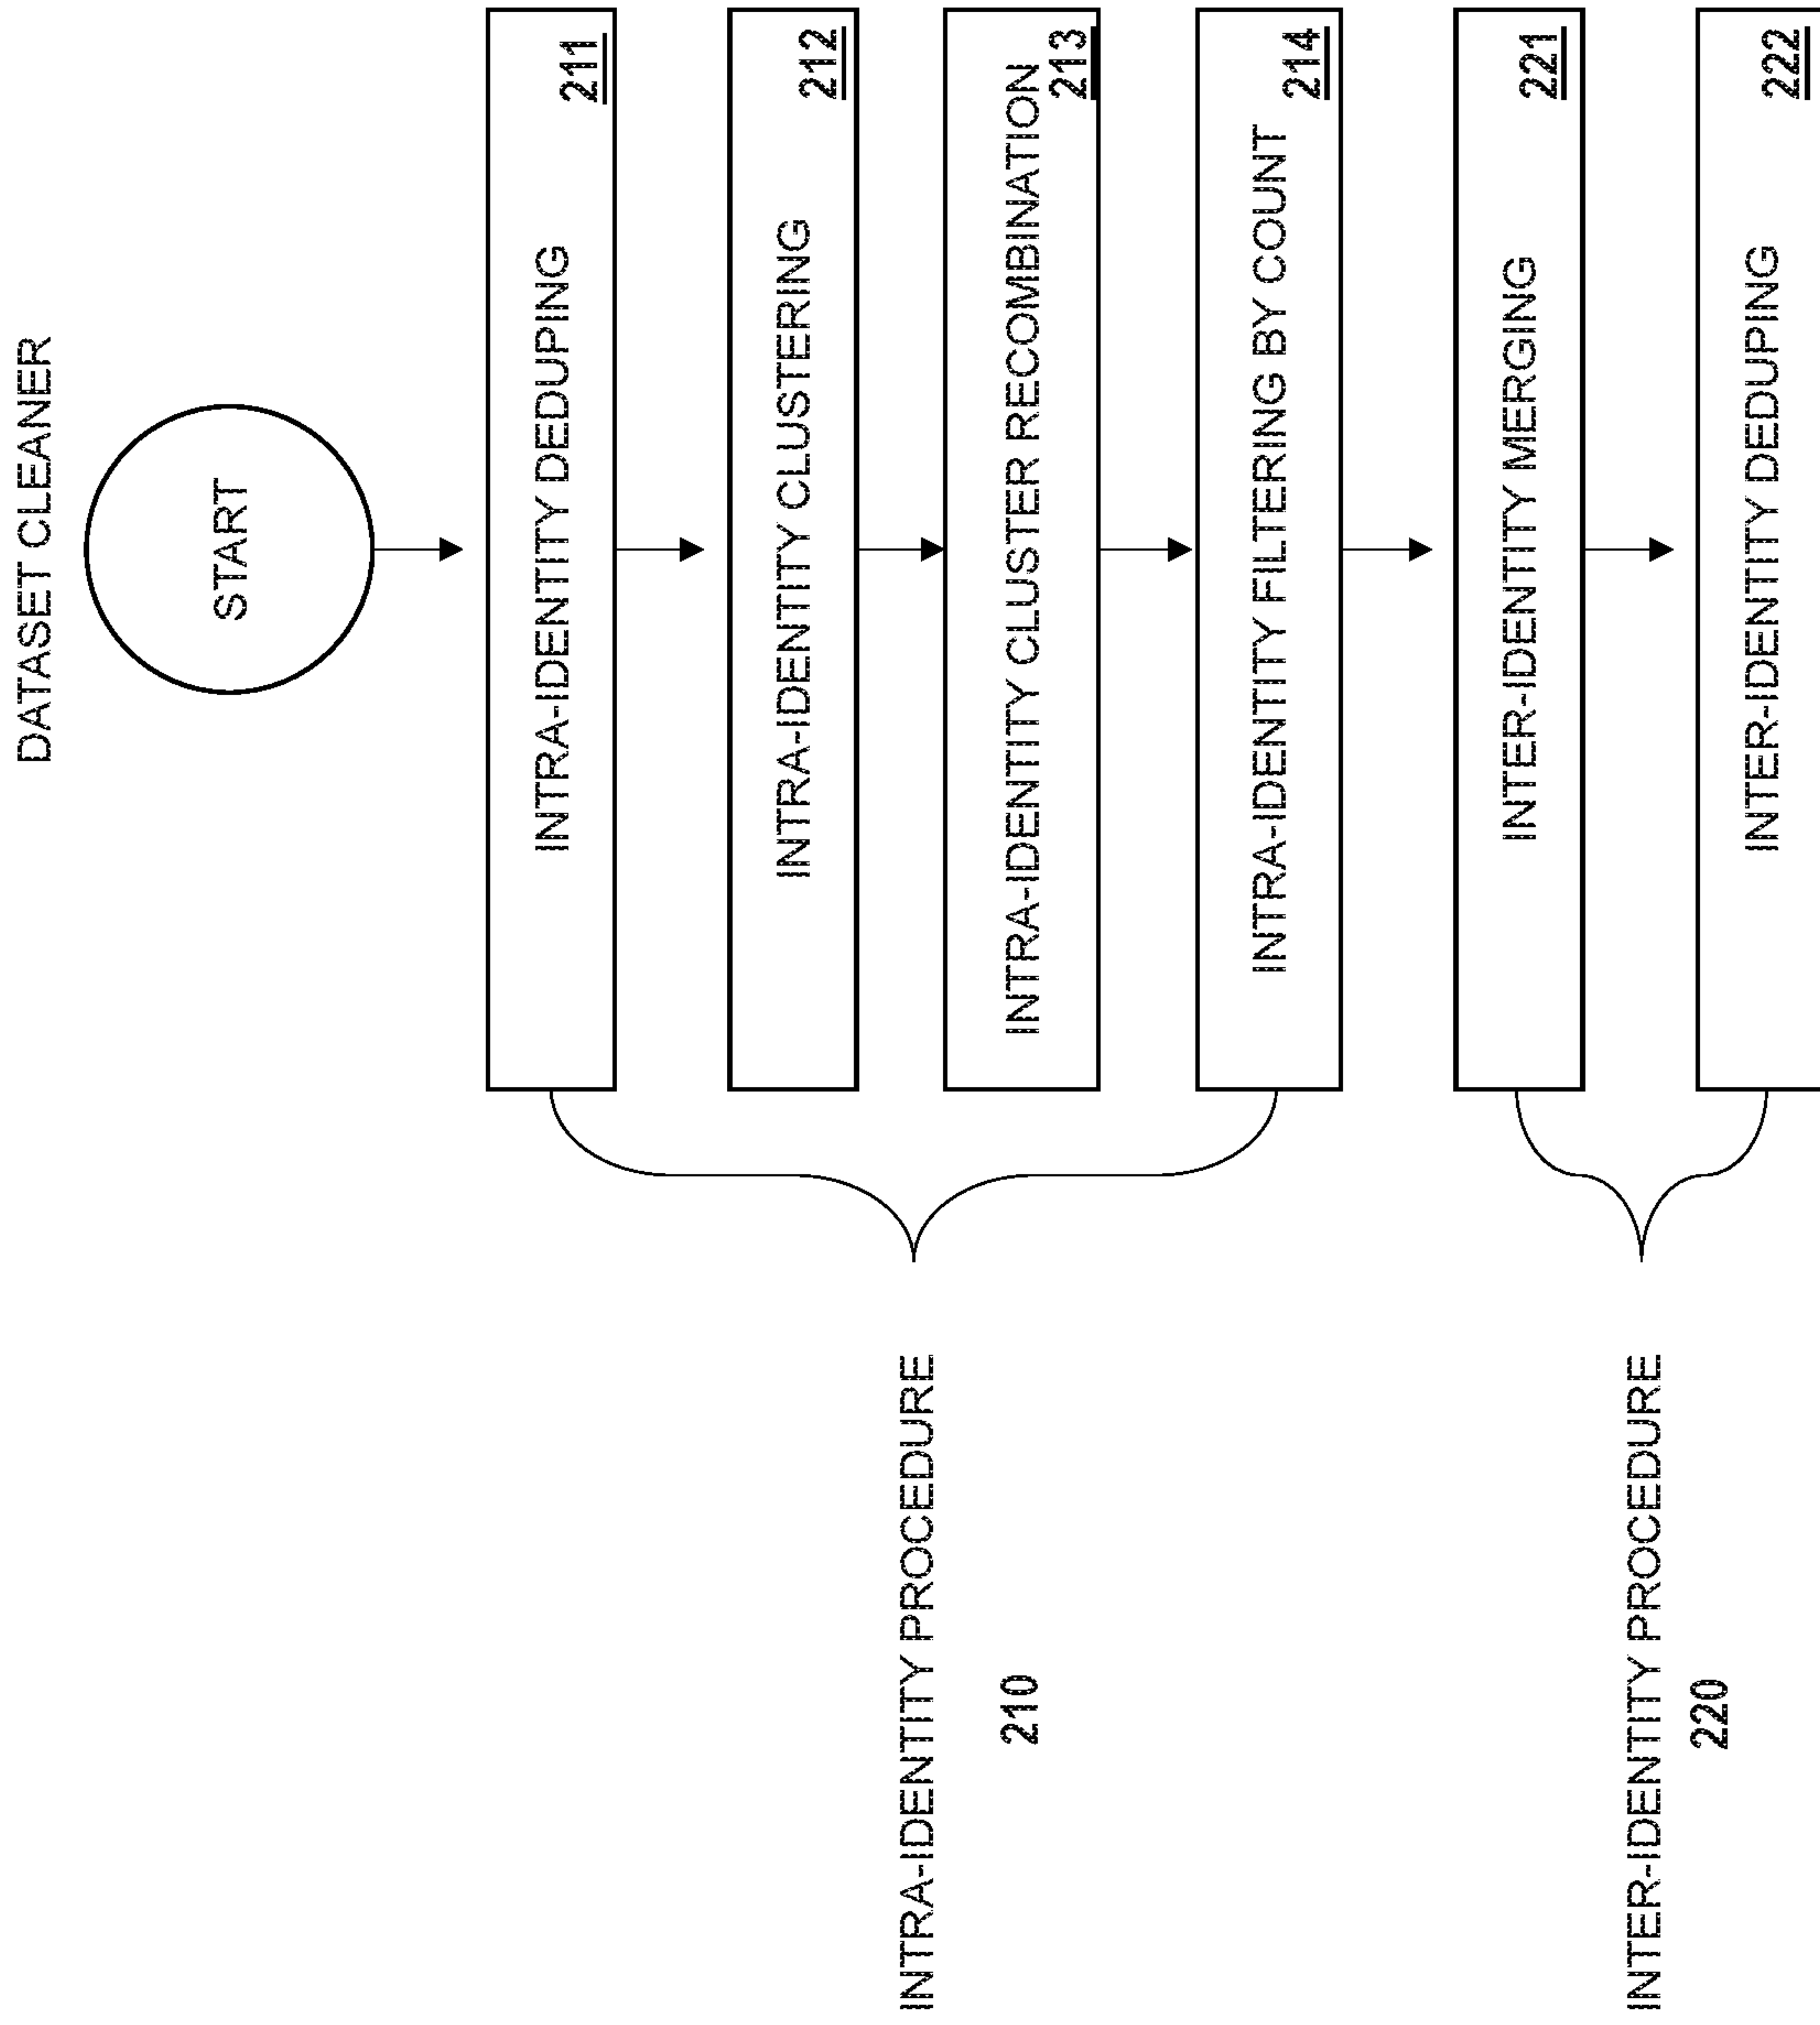 DATASET CLEANER
START
INTRA-IDENTITY DEDUPING
211
INTRA-IDENTITY CLUSTERING
212
INTRA-IDENTITY CLUSTER RECOMBINATION
213
INTRA-IDENTITY FILTERING BY COUNT
214
INTER-IDENTITY MERGING
221
INTER-IDENTITY DEDUPING
222
INTRA-IDENTITY PROCEDURE
210
INTER-IDENTITY PROCEDURE
220